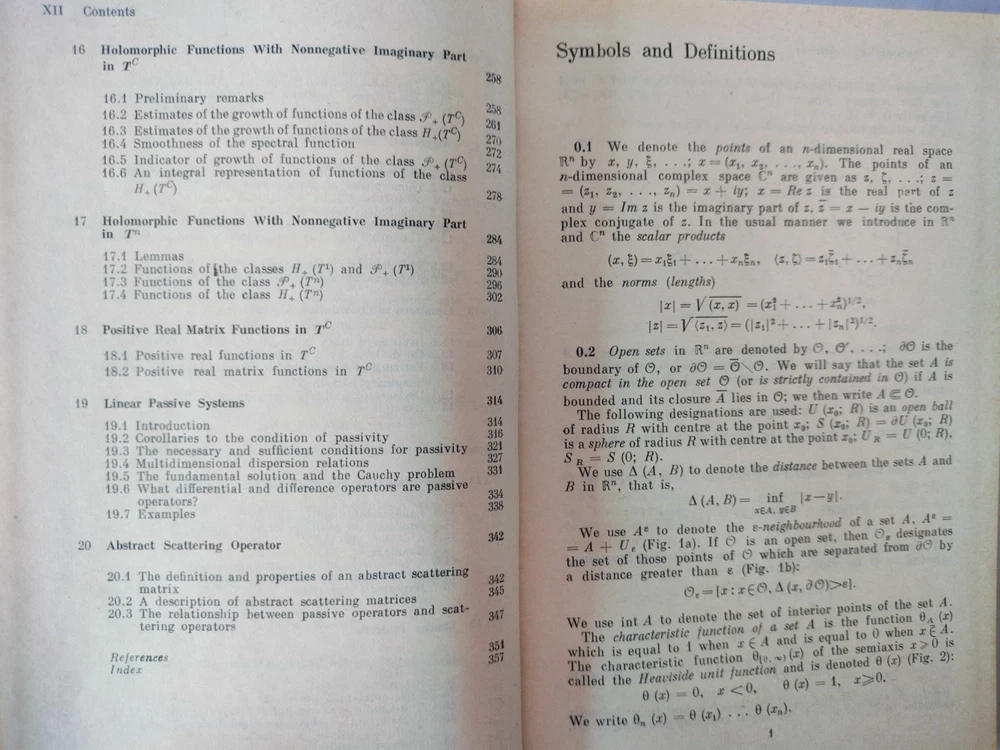 XII Contents
16 Holomorphic Functions With Nonnegative Imaginary Part
in T^C 258
16.1 Preliminary remarks 258
16.2 Estimates of the growth of functions of the class 𝒫₊ (T^C) 261
16.3 Estimates of the growth of functions of the class H₊(T^C) 270
16.4 Smoothness of the spectral function 272
16.5 Indicator of growth of functions of the class 𝒫₊ (T^C) 274
16.6 An integral representation of functions of the class
H₊ (T^C) 278
17 Holomorphic Functions With Nonnegative Imaginary Part
in Tⁿ 284
17.1 Lemmas 284
17.2 Functions of the classes H₊ (T¹) and 𝒫₊ (T¹) 290
17.3 Functions of the class 𝒫₊ (Tⁿ) 296
17.4 Functions of the class H₊ (Tⁿ) 302
18 Positive Real Matrix Functions in T^C 306
18.1 Positive real functions in T^C 307
18.2 Positive real matrix functions in T^C 310
19 Linear Passive Systems 314
19.1 Introduction 314
19.2 Corollaries to the condition of passivity 316
19.3 The necessary and sufficient conditions for passivity 321
19.4 Multidimensional dispersion relations 327
19.5 The fundamental solution and the Cauchy problem 331
19.6 What differential and difference operators are passive
operators? 334
19.7 Examples 338
20 Abstract Scattering Operator 342
20.1 The definition and properties of an abstract scattering
matrix 342
20.2 A description of abstract scattering matrices 345
20.3 The relationship between passive operators and scat-
tering operators 347
References 351
Index 357
Symbols and Definitions
0.1 We denote the points of an n-dimensional real space
ℝⁿ by x, y, ξ, . . .; x = (x₁, x₂, . . ., xₙ). The points of an
n-dimensional complex space ℂⁿ are given as z, ζ, . . .; z =
= (z₁, z₂, . . ., zₙ) = x + iy; x = Re z is the real part of z
and y = Im z is the imaginary part of z, z̄ = x − iy is the com-
plex conjugate of z. In the usual manner we introduce in ℝⁿ
and ℂⁿ the scalar products
(x, ξ) = x₁ξ₁ + . . . + xₙξₙ, ⟨z, ζ⟩ = z₁ζ̄₁ + . . . + zₙζ̄ₙ
and the norms (lengths)
|x| = √(x, x) = (x₁² + . . . + xₙ²)^1/2,
|z| = √⟨z₁, z⟩ = (|z₁|² + . . . + |zₙ|²)^1/2.
0.2 Open sets in ℝⁿ are denoted by 𝒪, 𝒪′, . . .; ∂𝒪 is the
boundary of 𝒪, or ∂𝒪 = 𝒪̄∖𝒪. We will say that the set A is
compact in the open set 𝒪 (or is strictly contained in 𝒪) if A is
bounded and its closure Ā lies in 𝒪; we then write A ⋐ 𝒪.
The following designations are used: U (x₀; R) is an open ball
of radius R with centre at the point x₀; S (x₀; R) = ∂U (x₀; R)
is a sphere of radius R with centre at the point x₀; U_R = U (0; R),
S_R = S (0; R).
We use Δ (A, B) to denote the distance between the sets A and
B in ℝⁿ, that is,
Δ (A, B) = inf |x − y|.
x∈A, y∈B
We use A^ε to denote the ε-neighbourhood of a set A, A^ε =
= A + U_ε (Fig. 1a). If 𝒪 is an open set, then 𝒪_ε designates
the set of those points of 𝒪 which are separated from ∂𝒪 by
a distance greater than ε (Fig. 1b):
𝒪_ε = [x : x ∈ 𝒪, Δ (x, ∂𝒪) > ε].
We use int A to denote the set of interior points of the set A.
The characteristic function of a set A is the function θ_A (x)
which is equal to 1 when x ∈ A and is equal to 0 when x ∉ A.
The characteristic function θ_[0, ∞) (x) of the semiaxis x ⩾ 0 is
called the Heaviside unit function and is denoted θ (x) (Fig. 2):
θ (x) = 0, x < 0, θ (x) = 1, x ⩾ 0.
We write θₙ (x) = θ (x₁) . . . θ (xₙ).
1